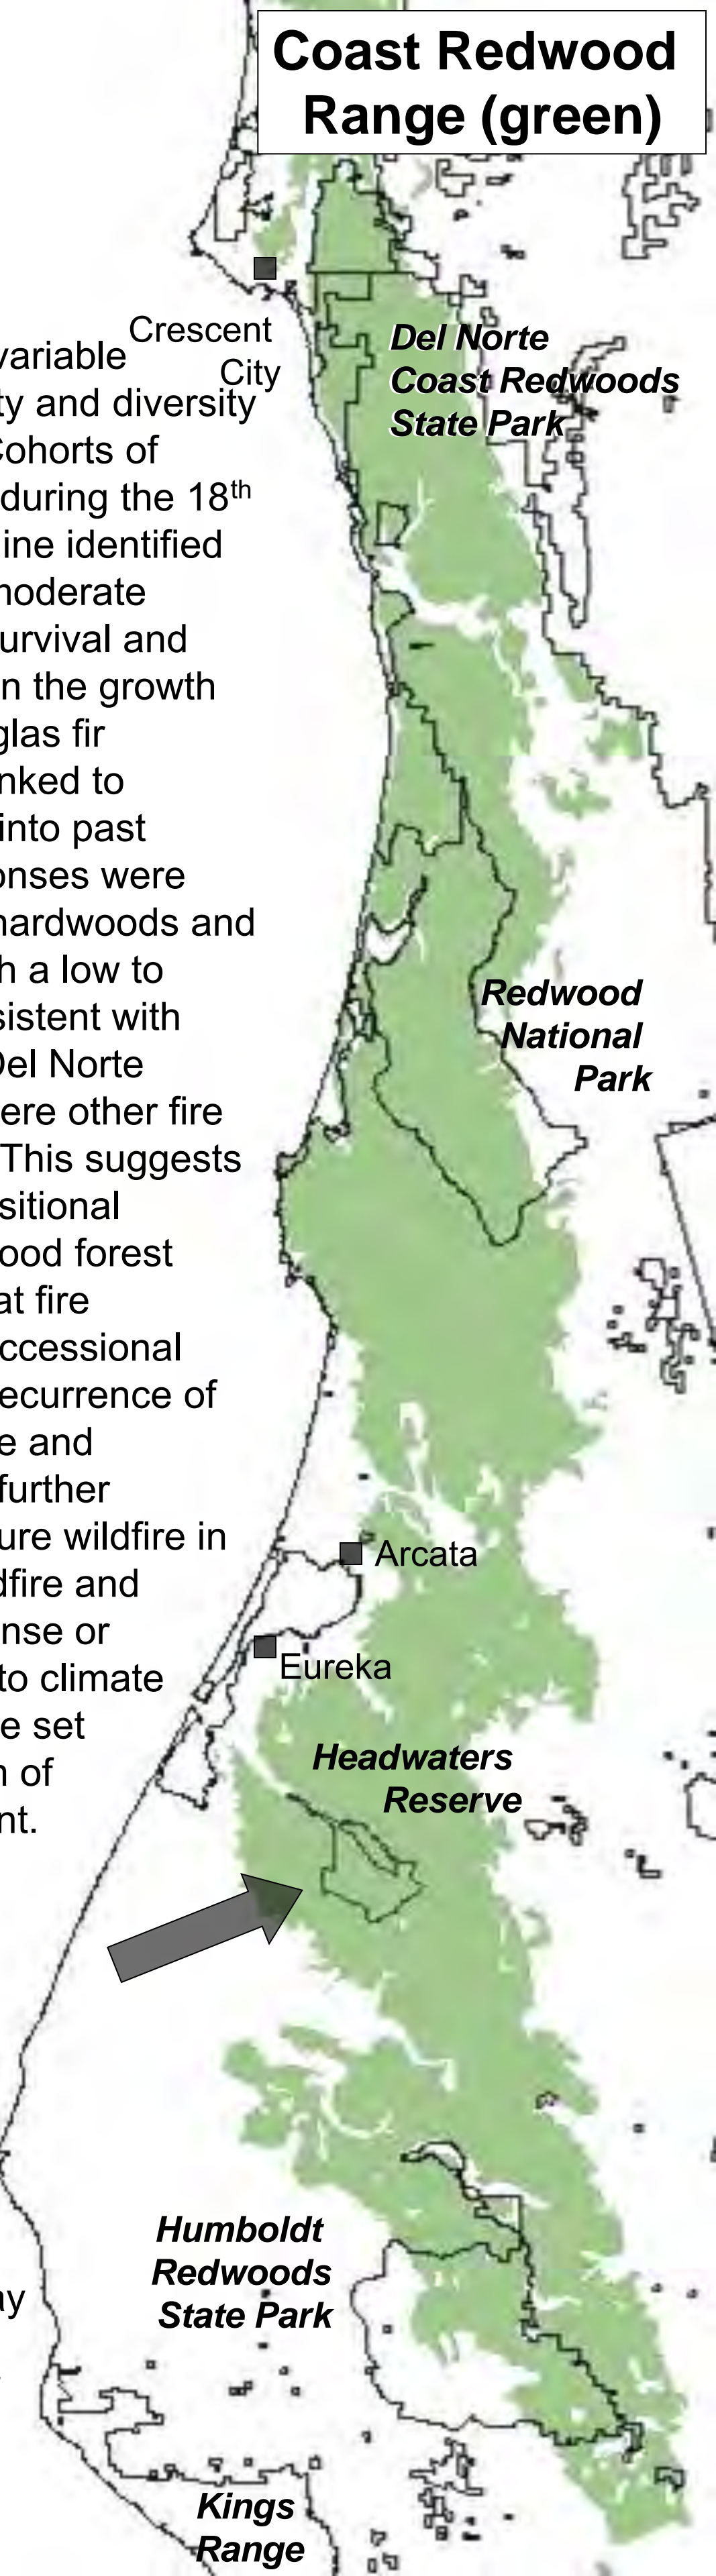 Coast Redwood
Range (green)
Crescent
City
Del Norte
Coast Redwoods
State Park
variable
ty and diversity
Cohorts of
during the 18th
ine identified
moderate
urvival and
n the growth
glas fir
nked to
into past
onses were
hardwoods and
h a low to
sistent with
Del Norte
ere other fire
This suggests
sitional
ood forest
at fire
ccessional
ecurrence of
e and
further
ure wildfire in
dfire and
nse or
to climate
e set
n of
nt.
Redwood
National
Park
Arcata
Eureka
Headwaters
Reserve
Humboldt
Redwoods
State Park
ay
Kings
Range